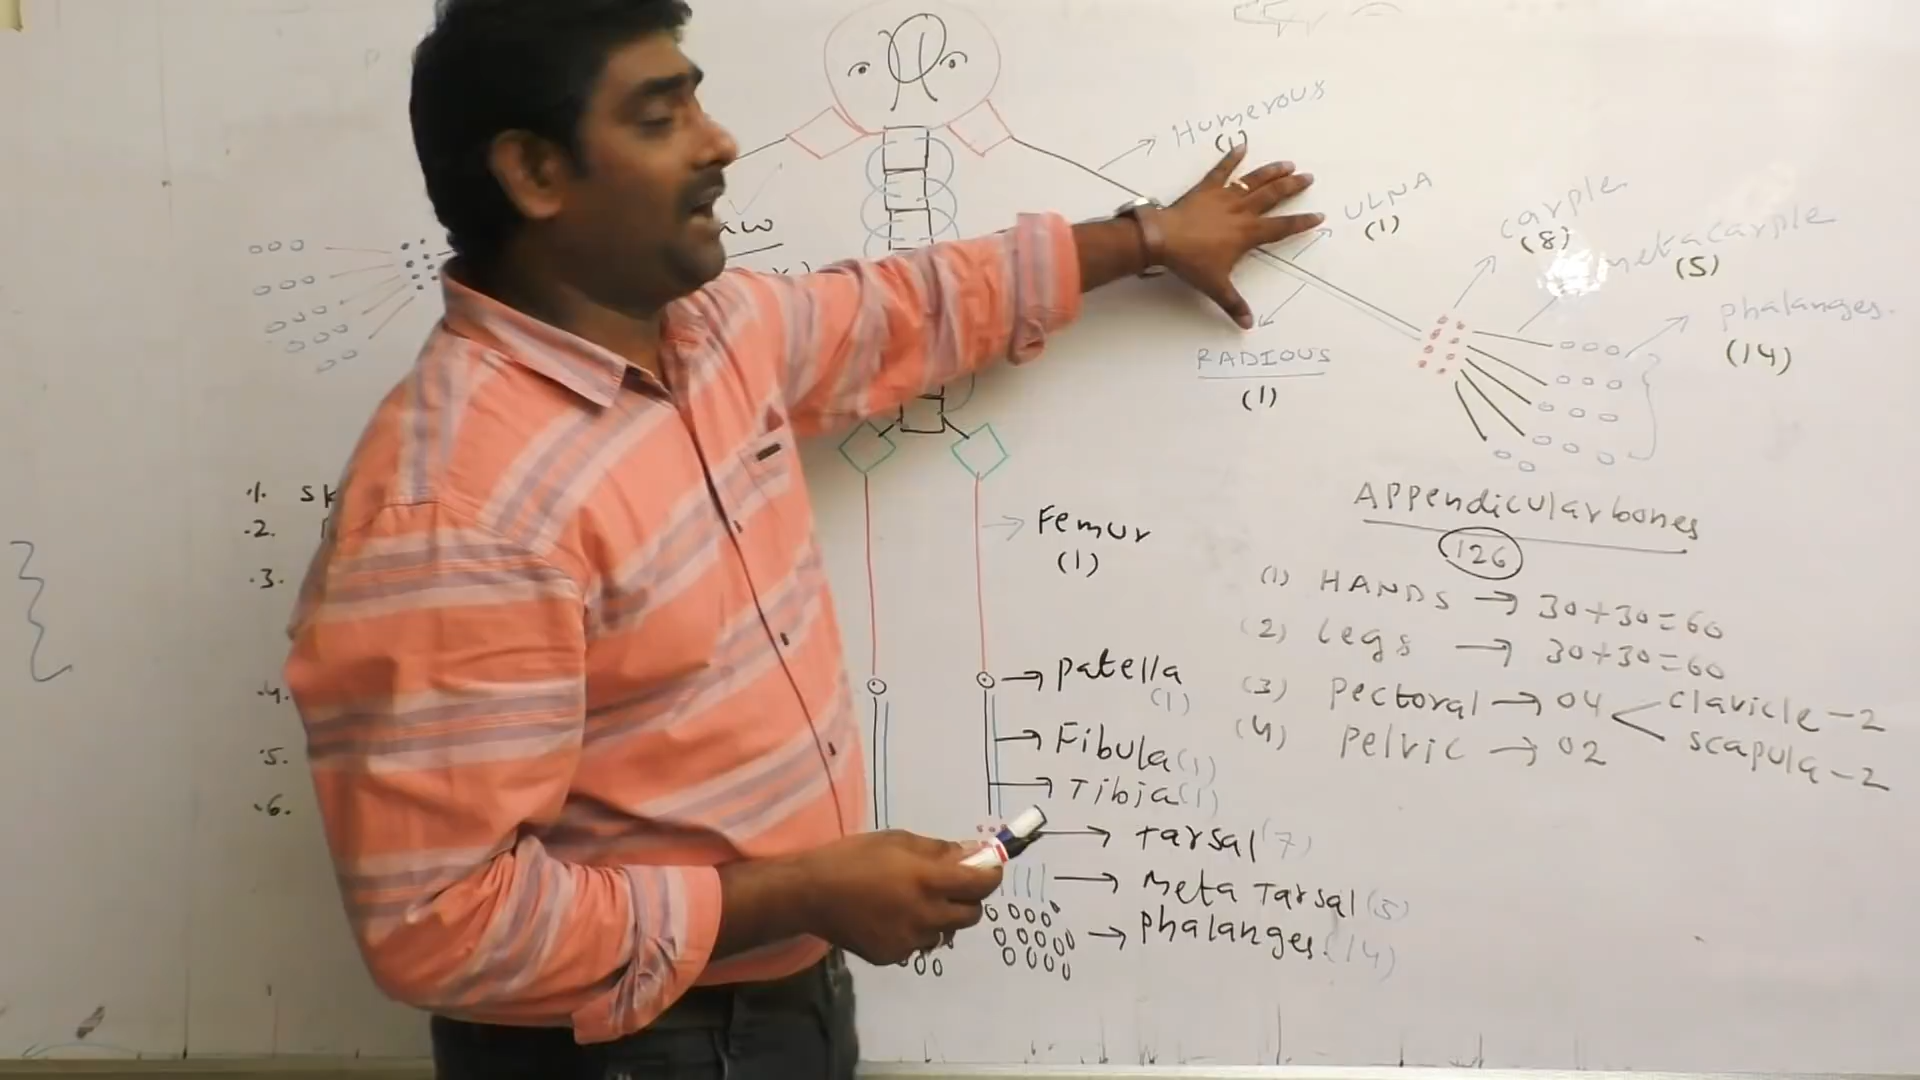 Humerous
(1)
ULNA
(1)
carple
(8)
metacarple
(5)
phalanges.
(14)
RADIOUS
(1)
Femur
(1)
patella
(1)
Fibula(1)
Tibia(1)
Tarsal(7)
Meta Tarsal(5)
phalanges.(14)
APPendicular bones
126
(1) HANDS → 30+30=60
(2) legs → 30+30=60
(3) pectoral → 04 < clavicle-2
scapula-2
(4) pelvic → 02
1.
2.
3.
4.
5.
6.